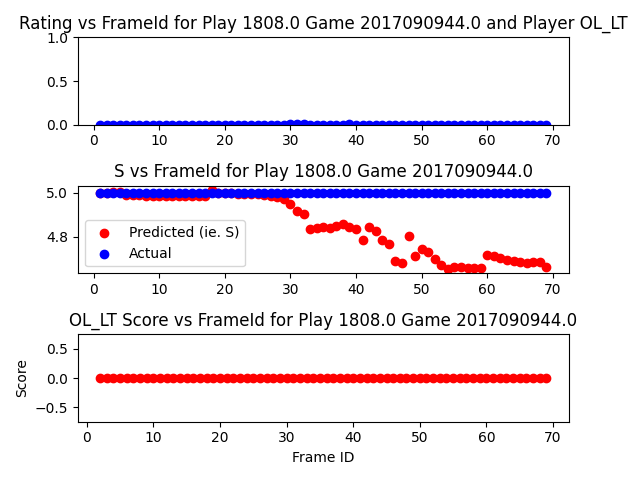 Rating vs FrameId for Play 1808.0 Game 2017090944.0 and Player OL_LT
1.0
0.5
0.0
0 10 20 30 40 50 60 70
S vs FrameId for Play 1808.0 Game 2017090944.0
5.0
4.8
Predicted (ie. S)
Actual
0 10 20 30 40 50 60 70
OL_LT Score vs FrameId for Play 1808.0 Game 2017090944.0
Score
0.5
0.0
−0.5
0 10 20 30 40 50 60 70
Frame ID